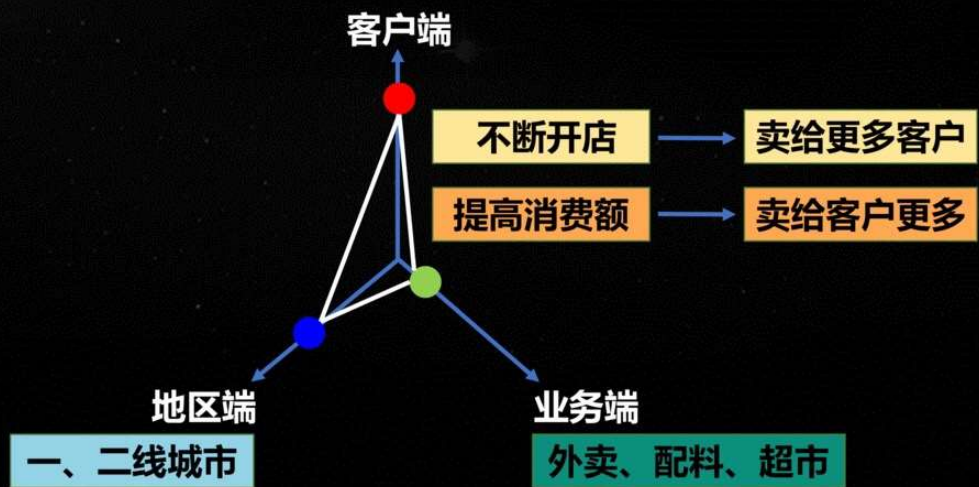 客户端
不断开店
卖给更多客户
提高消费额
卖给客户更多
地区端
业务端
一、二线城市
外卖、配料、超市